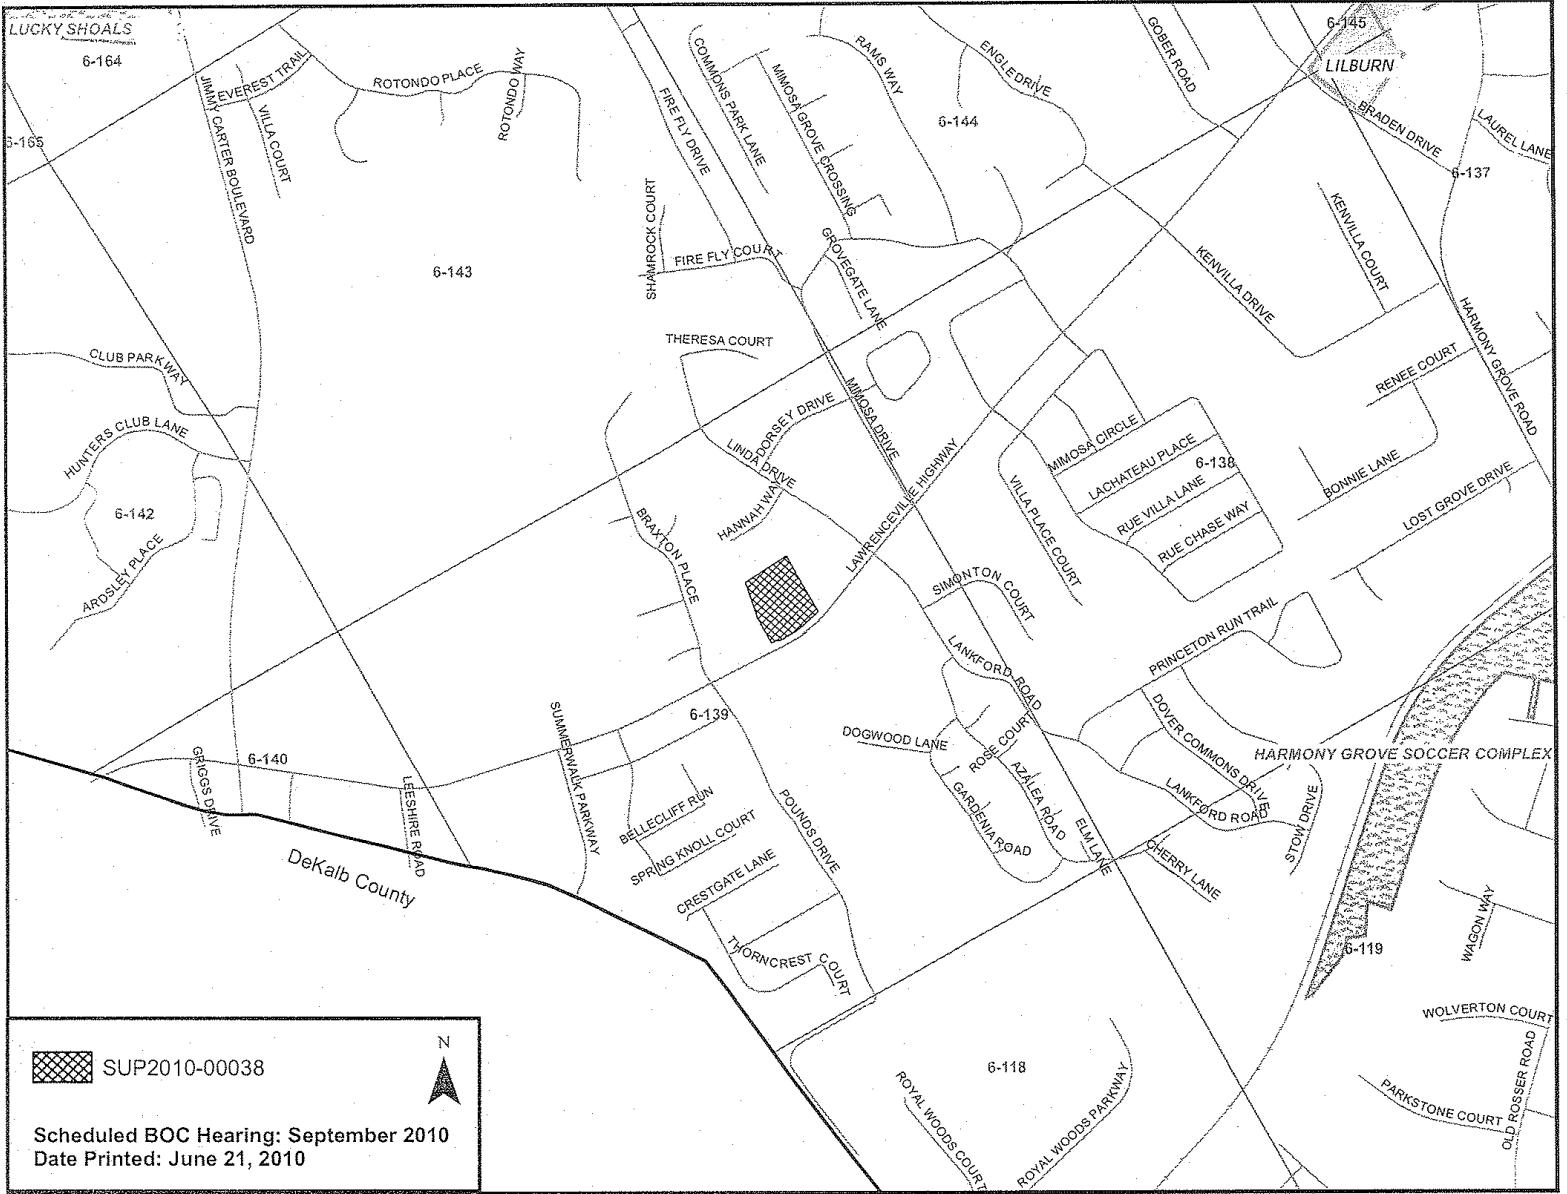 LUCKY SHOALS
6-164
6-165
JIMMY CARTER BOULEVARD
EVEREST TRAIL
VILLA COURT
ROTONDO PLACE
ROTONDO WAY
FIRE FLY DRIVE
COMMONS PARK LANE
MIMOSA GROVE CROSSING
RAMS WAY
ENGLE DRIVE
6-144
GOBER ROAD
6-145
LILBURN
BRADEN DRIVE
LAUREL LANE
6-137
SHAMROCK COURT
FIRE FLY COURT
GROVEGATE LANE
KENVILLA COURT
KENVILLA DRIVE
6-143
THERESA COURT
HARMONY GROVE ROAD
RENEE COURT
CLUB PARKWAY
HUNTERS CLUB LANE
DORSEY DRIVE
MIMOSA DRIVE
LINDA DRIVE
HANNAH WAY
LAWRENCEVILLE HIGHWAY
MIMOSA CIRCLE
LACHATEAU PLACE
6-138
RUE VILLA LANE
RUE CHASE WAY
VILLA PLACE COURT
BONNIE LANE
LOST GROVE DRIVE
6-142
ARDSLEY PLACE
BRAXTON PLACE
SIMONTON COURT
LANKFORD ROAD
PRINCETON RUN TRAIL
6-139
SUMMERWALK PARKWAY
DOGWOOD LANE
ROSE COURT
AZALEA ROAD
GARDENIA ROAD
ELM LANE
DOVER COMMONS DRIVE
LANKFORD ROAD
HARMONY GROVE SOCCER COMPLEX
STOW DRIVE
CHERRY LANE
6-140
GRIGGS DRIVE
LEESHIRE ROAD
DeKalb County
BELLECLIFF RUN
SPRING KNOLL COURT
CRESTGATE LANE
POUNDS DRIVE
THORNCREST COURT
WAGON WAY
6-119
WOLVERTON COURT
OLD ROSSER ROAD
PARKSTONE COURT
6-118
ROYAL WOODS COURT
ROYAL WOODS PARKWAY
N
SUP2010-00038
Scheduled BOC Hearing: September 2010
Date Printed: June 21, 2010